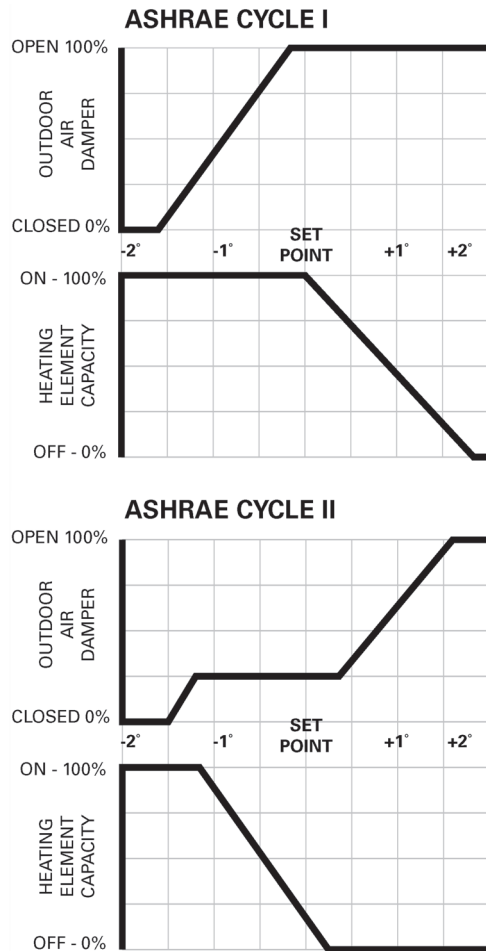 ASHRAE CYCLE I
OPEN 100%
OUTDOOR
AIR
DAMPER
CLOSED 0%
-2° -1° SET POINT +1° +2°
ON - 100%
HEATING
ELEMENT
CAPACITY
OFF - 0%
ASHRAE CYCLE II
OPEN 100%
OUTDOOR
AIR
DAMPER
CLOSED 0%
-2° -1° SET POINT +1° +2°
ON - 100%
HEATING
ELEMENT
CAPACITY
OFF - 0%